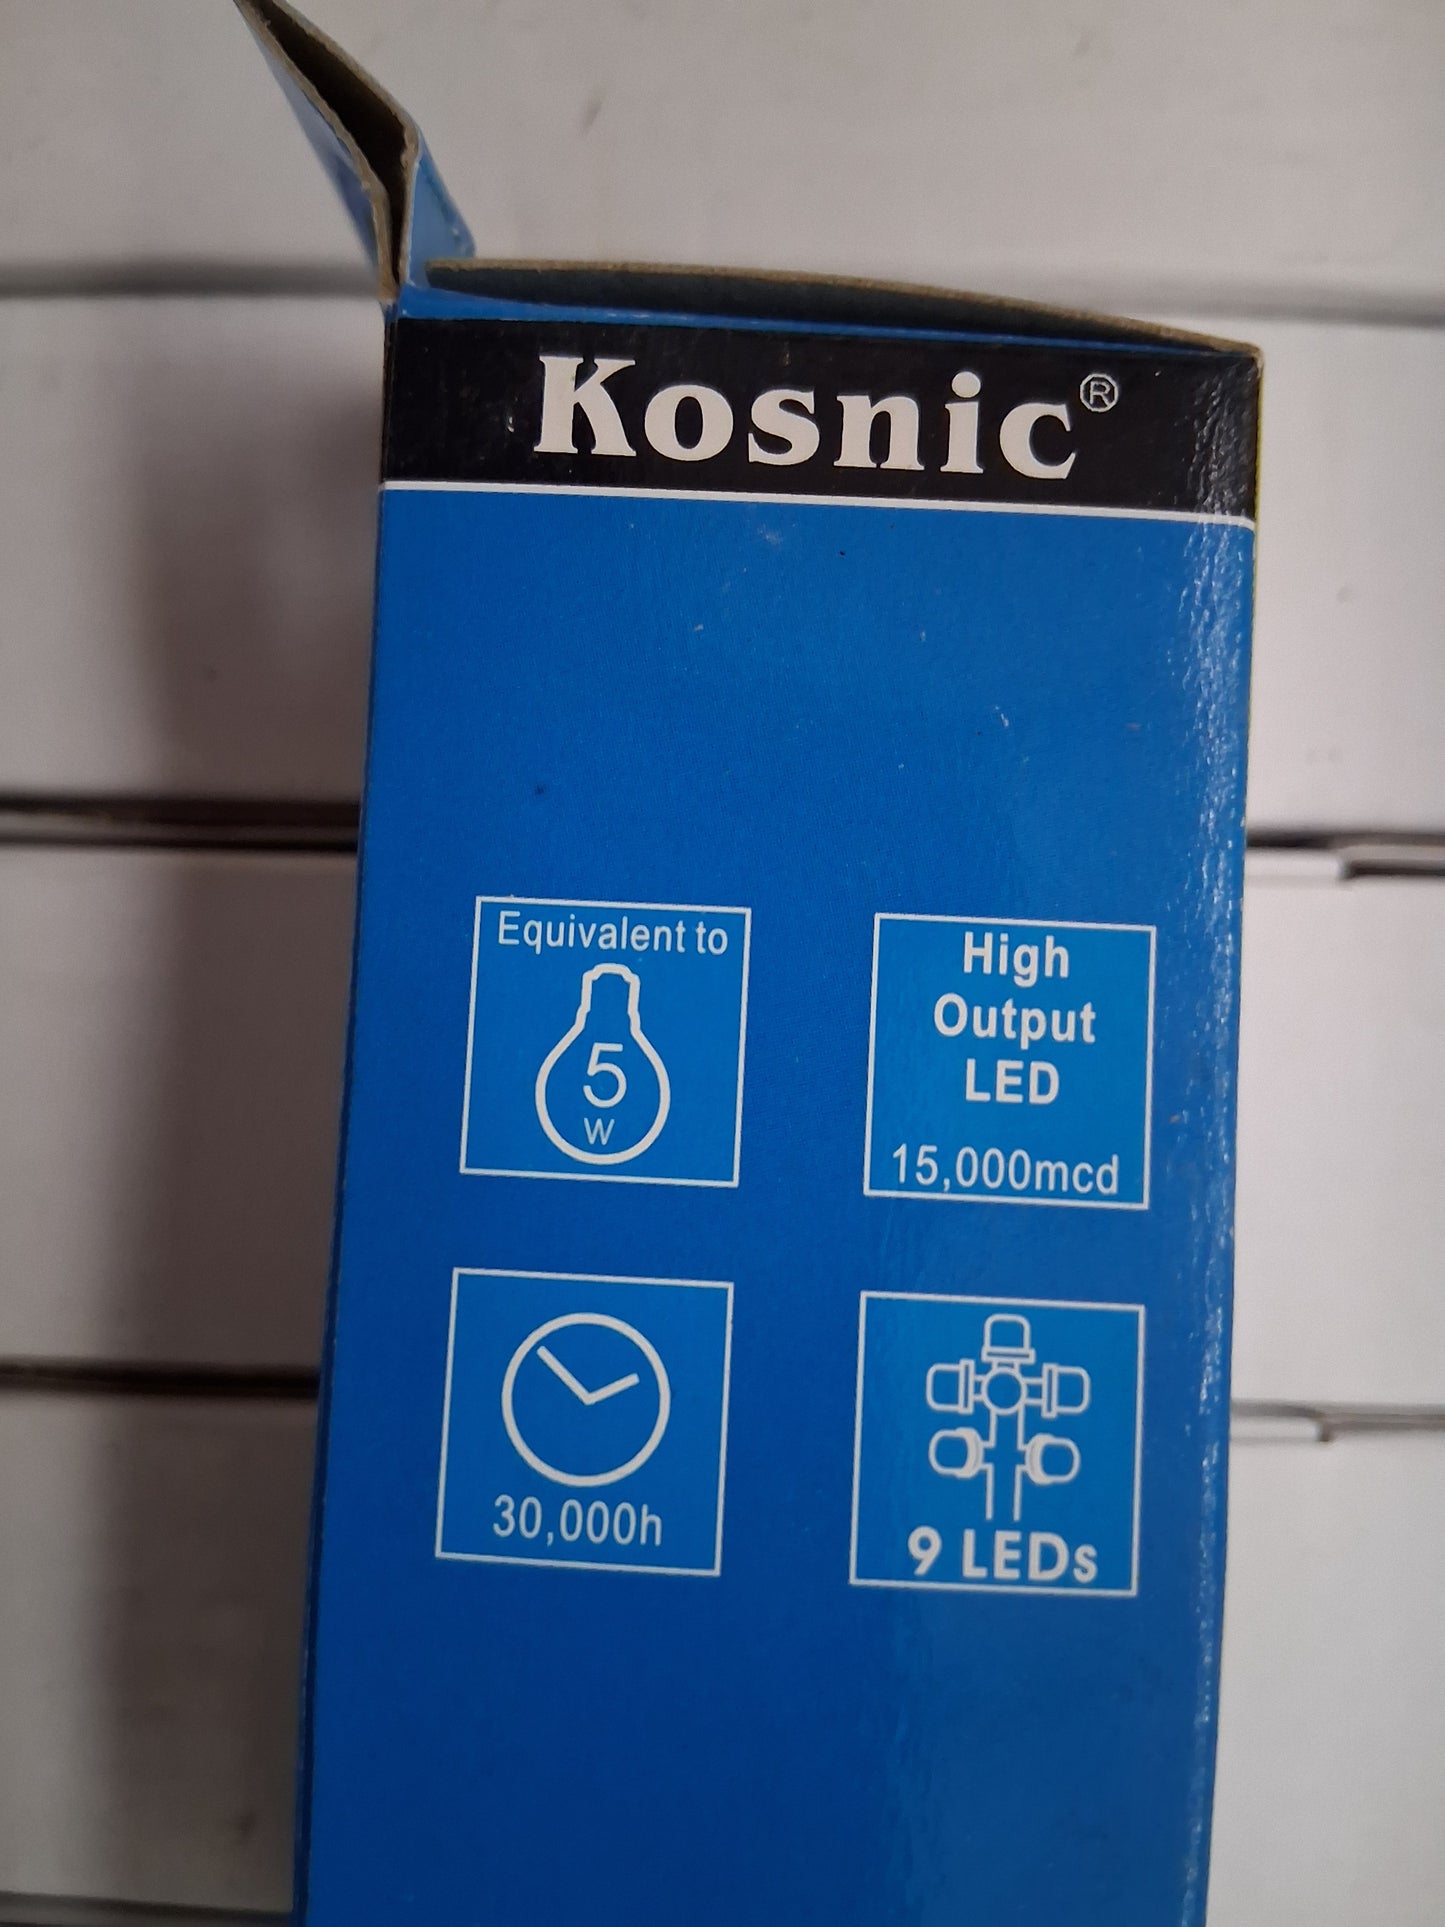 Kosnic®
Equivalent to
5
W
High
Output
LED
15,000mcd
30,000h
9 LEDs